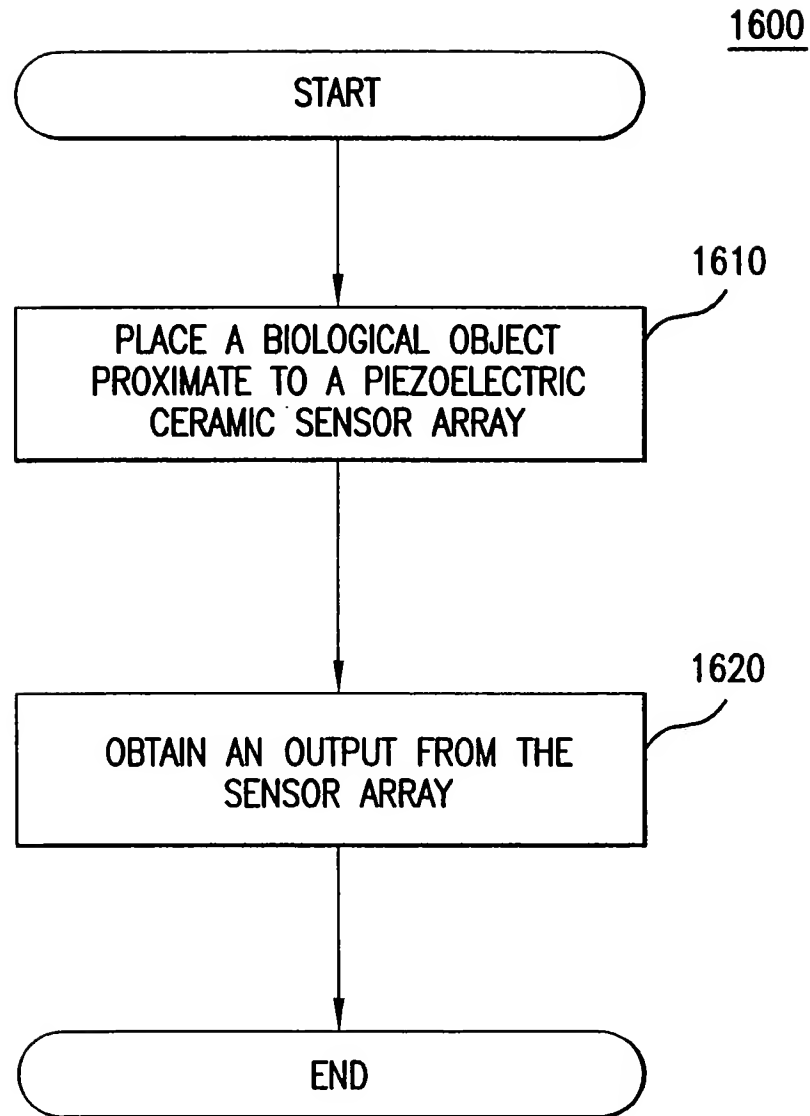 1600
START
1610
PLACE A BIOLOGICAL OBJECT
PROXIMATE TO A PIEZOELECTRIC
CERAMIC SENSOR ARRAY
1620
OBTAIN AN OUTPUT FROM THE
SENSOR ARRAY
END